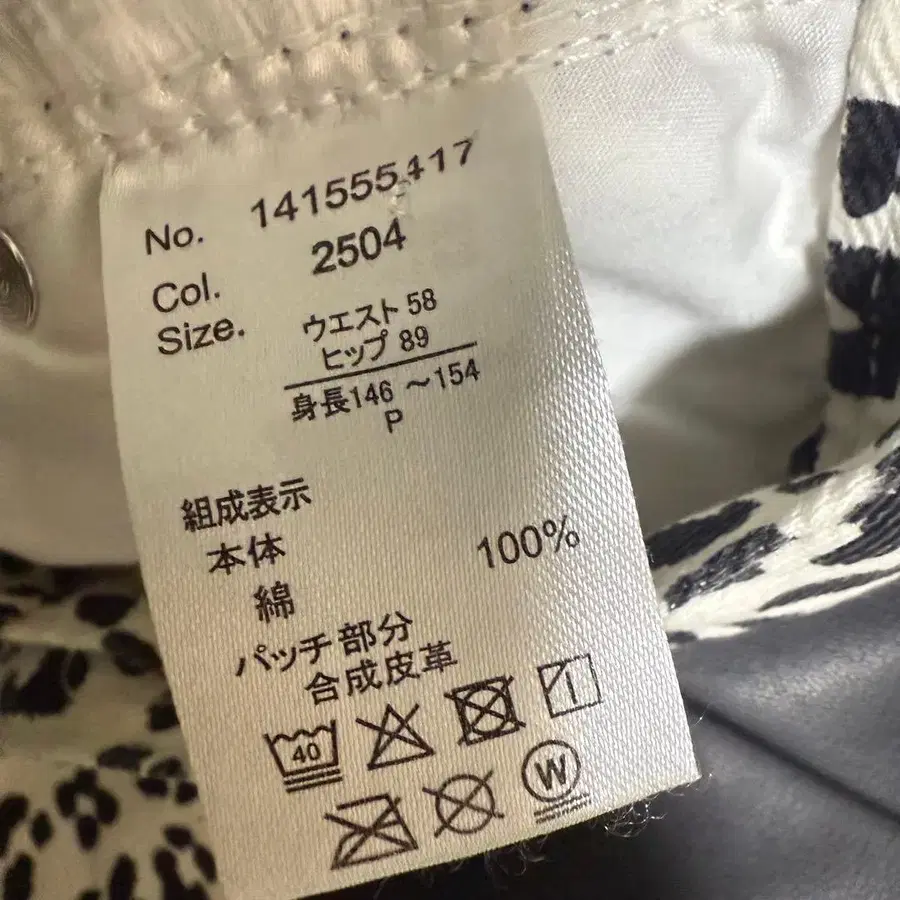 No. 141555417
Col. 2504
Size. ウエスト 58
ヒップ 89
身長146 ～154
P
組成表示
本体
綿 100%
パッチ部分
合成皮革
40
W